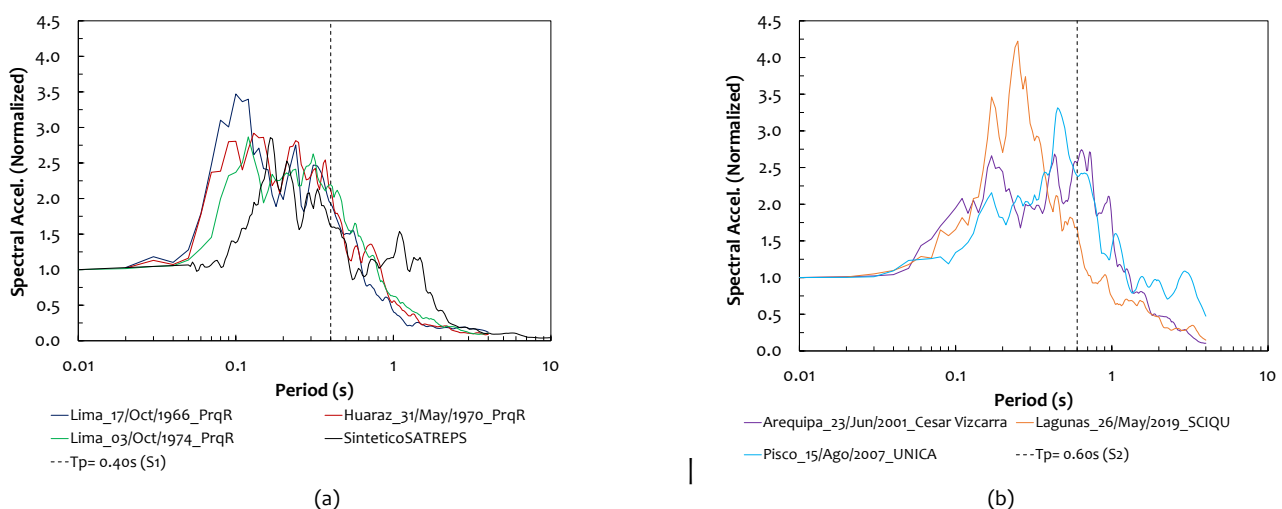 4.5
4.0
3.5
3.0
2.5
2.0
1.5
1.0
0.5
0.0
Spectral Accel. (Normalized)
0.01 0.1 1 10
Period (s)
Lima_17/Oct/1966_PrqR Huaraz_31/May/1970_PrqR
Lima_03/Oct/1974_PrqR SinteticoSATREPS
Tp= 0.40s (S1)
(a)
4.5
4.0
3.5
3.0
2.5
2.0
1.5
1.0
0.5
0.0
Spectral Accel. (Normalized)
0.01 0.1 1 10
Period (s)
Arequipa_23/Jun/2001_Cesar Vizcarra Lagunas_26/May/2019_SCIQU
Pisco_15/Ago/2007_UNICA Tp= 0.60s (S2)
(b)